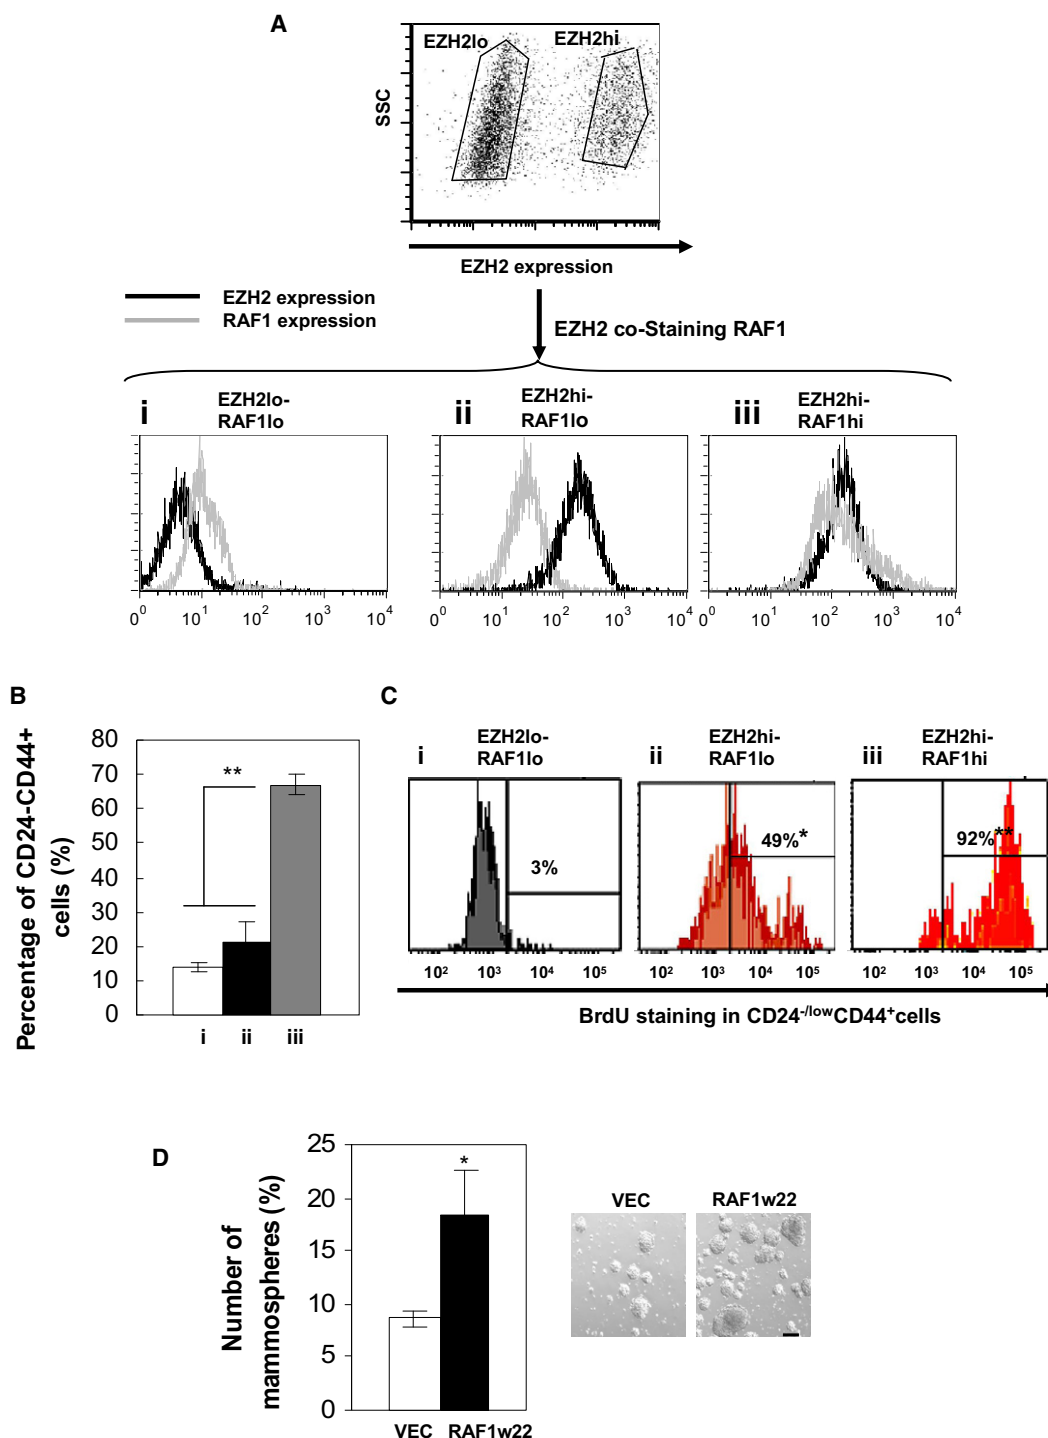 A
EZH2lo
EZH2hi
SSC
EZH2 expression
EZH2 expression
RAF1 expression
EZH2 co-Staining RAF1
i
EZH2lo-
RAF1lo
ii
EZH2hi-
RAF1lo
iii
EZH2hi-
RAF1hi
10^0 10^1 10^2 10^3 10^4
10^0 10^1 10^2 10^3 10^4
10^0 10^1 10^2 10^3 10^4
B
Percentage of CD24-CD44+
cells (%)
80
70
60
50
40
30
20
10
0
**
i ii iii
C
i
EZH2lo-
RAF1lo
3%
ii
EZH2hi-
RAF1lo
49%*
iii
EZH2hi-
RAF1hi
92%**
10² 10³ 10⁴ 10⁵
10² 10³ 10⁴ 10⁵
10² 10³ 10⁴ 10⁵
BrdU staining in CD24-/lowCD44+cells
D
Number of
mammospheres (%)
25
20
15
10
5
0
*
VEC RAF1w22
VEC
RAF1w22